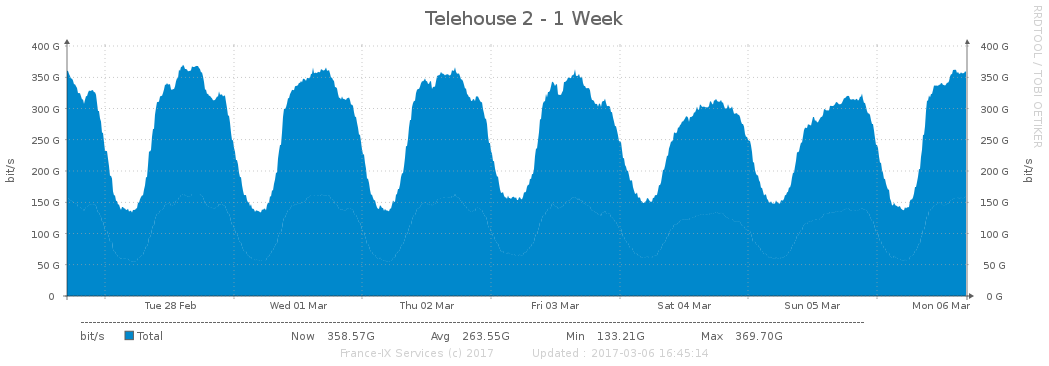 Telehouse 2 - 1 Week
RRDTOOL / TOBI OETIKER
400 G 400 G
350 G 350 G
300 G 300 G
250 G 250 G
200 G 200 G
150 G 150 G
100 G 100 G
50 G 50 G
0 0 G
bit/s bit/s
Tue 28 Feb Wed 01 Mar Thu 02 Mar Fri 03 Mar Sat 04 Mar Sun 05 Mar Mon 06 Mar
bit/s Total Now 358.57G Avg 263.55G Min 133.21G Max 369.70G
France-IX Services (c) 2017 Updated : 2017-03-06 16:45:14